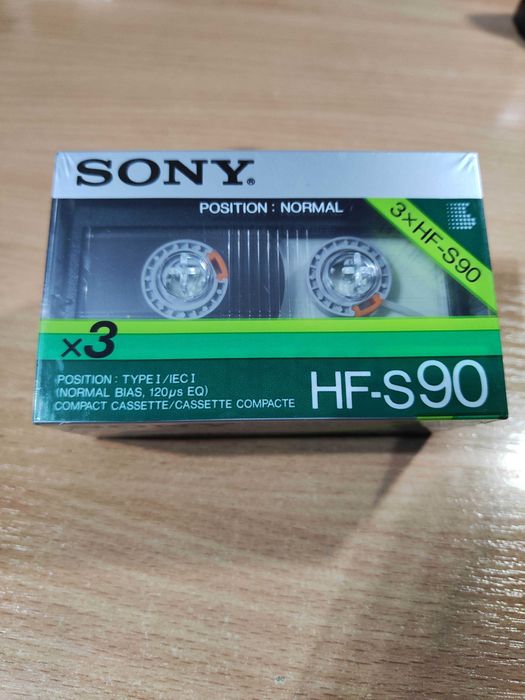 SONY®
POSITION : NORMAL
3×HF-S90
×3
POSITION : TYPE I/IEC I
(NORMAL BIAS, 120μs EQ)
COMPACT CASSETTE/CASSETTE COMPACTE
HF-S90